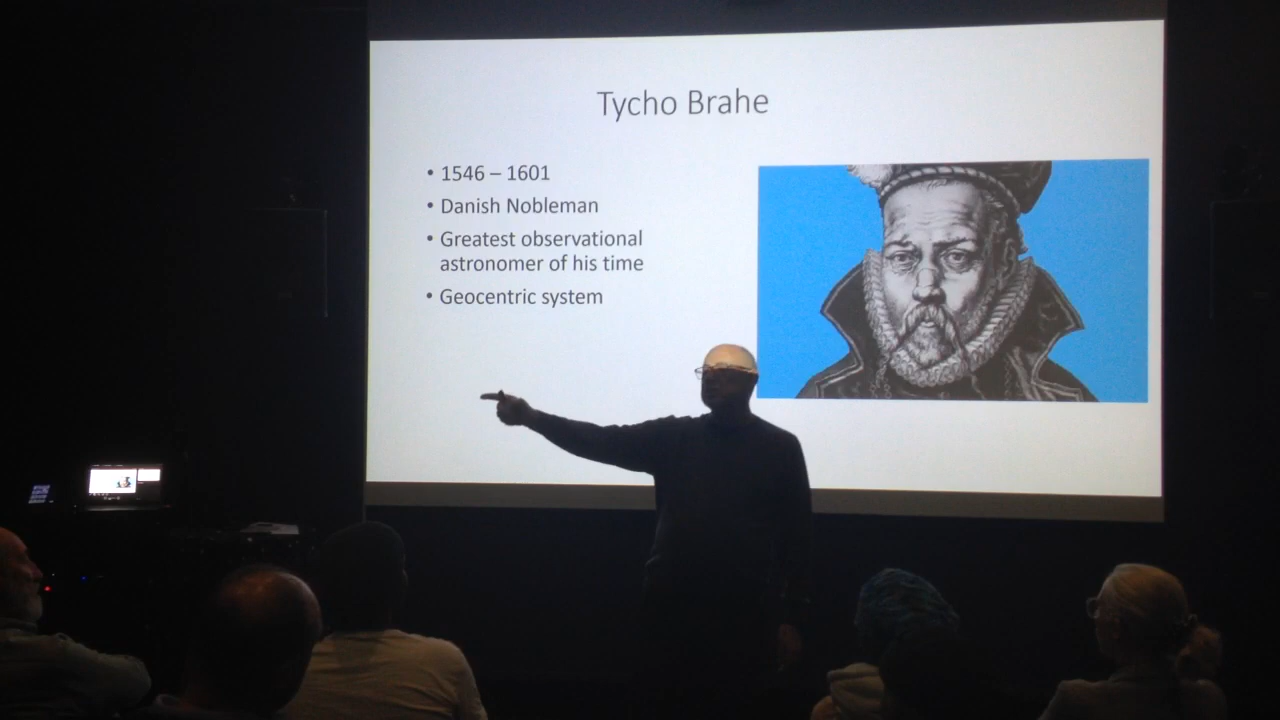 Tycho Brahe
• 1546 – 1601
• Danish Nobleman
• Greatest observational
astronomer of his time
• Geocentric system